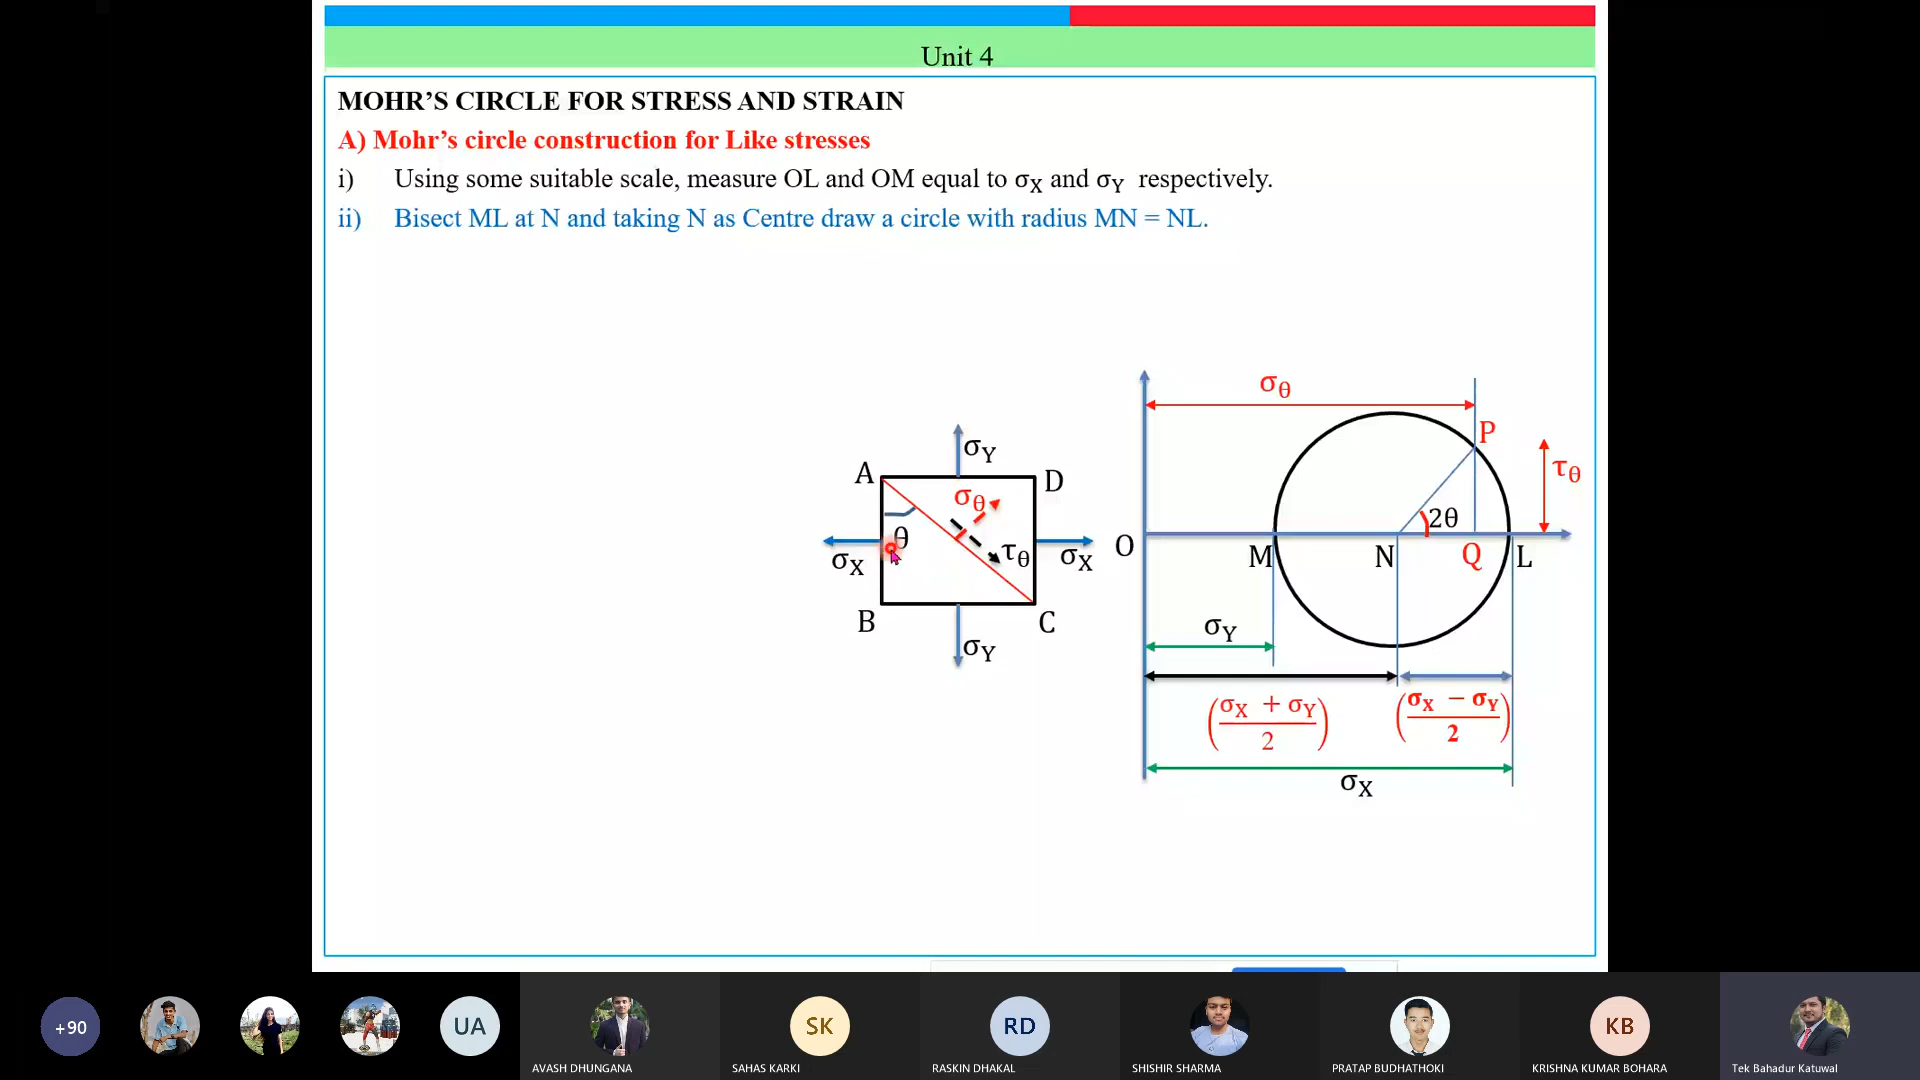 Unit 4
MOHR’S CIRCLE FOR STRESS AND STRAIN
A) Mohr’s circle construction for Like stresses
i) Using some suitable scale, measure OL and OM equal to σX and σY respectively.
ii) Bisect ML at N and taking N as Centre draw a circle with radius MN = NL.
σY
A
D
σθ
θ
τθ
σX
σX
B
C
σY
σθ
P
τθ
2θ
O
M
N
Q
L
σY
(σX + σY / 2)
(σX − σY / 2)
σX
+90
UA
SK
RD
KB
AVASH DHUNGANA
SAHAS KARKI
RASKIN DHAKAL
SHISHIR SHARMA
PRATAP BUDHATHOKI
KRISHNA KUMAR BOHARA
Tek Bahadur Katuwal